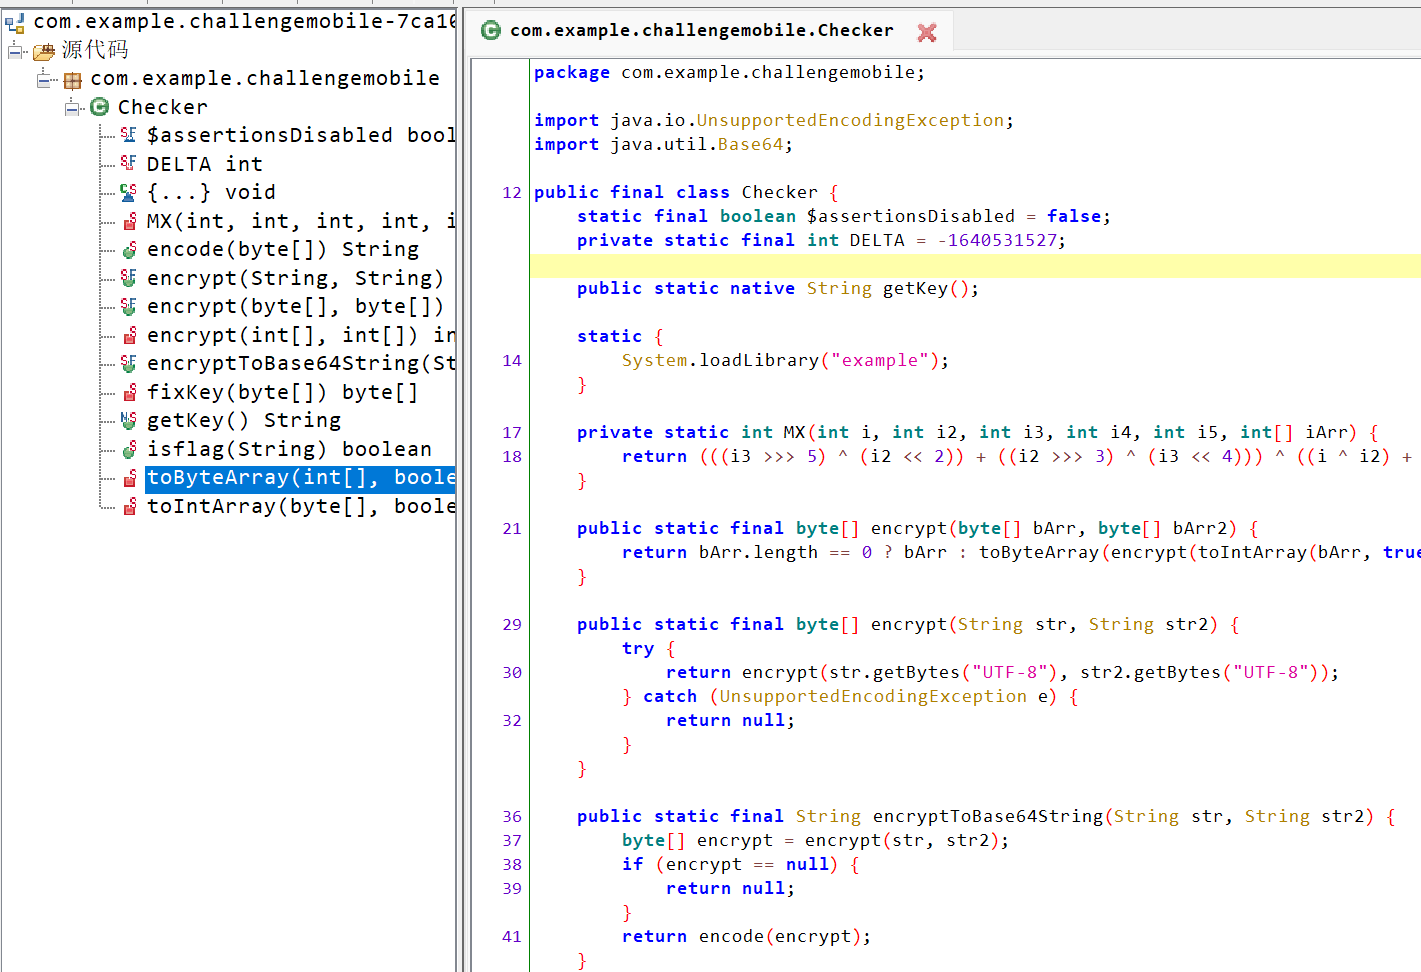 com.example.challengemobile-7ca16
源代码
com.example.challengemobile
Checker
$assertionsDisabled bool
DELTA int
{...} void
MX(int, int, int, int, i
encode(byte[]) String
encrypt(String, String)
encrypt(byte[], byte[])
encrypt(int[], int[]) in
encryptToBase64String(St
fixKey(byte[]) byte[]
getKey() String
isflag(String) boolean
toByteArray(int[], boole
toIntArray(byte[], boole
com.example.challengemobile.Checker
package com.example.challengemobile;
import java.io.UnsupportedEncodingException;
import java.util.Base64;
12 public final class Checker {
static final boolean $assertionsDisabled = false;
private static final int DELTA = -1640531527;
public static native String getKey();
static {
14 System.loadLibrary("example");
}
17 private static int MX(int i, int i2, int i3, int i4, int i5, int[] iArr) {
18 return (((i3 >>> 5) ^ (i2 << 2)) + ((i2 >>> 3) ^ (i3 << 4))) ^ ((i ^ i2) +
}
21 public static final byte[] encrypt(byte[] bArr, byte[] bArr2) {
return bArr.length == 0 ? bArr : toByteArray(encrypt(toIntArray(bArr, true
}
29 public static final byte[] encrypt(String str, String str2) {
try {
30 return encrypt(str.getBytes("UTF-8"), str2.getBytes("UTF-8"));
} catch (UnsupportedEncodingException e) {
32 return null;
}
}
36 public static final String encryptToBase64String(String str, String str2) {
37 byte[] encrypt = encrypt(str, str2);
38 if (encrypt == null) {
39 return null;
}
41 return encode(encrypt);
}